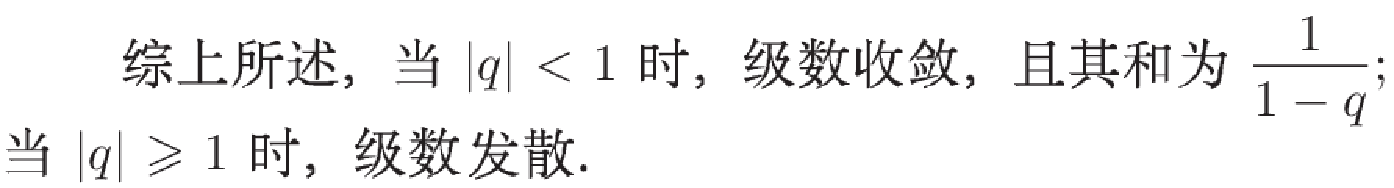 综上所述, 当 |q| < 1 时, 级数收敛, 且其和为 $\frac{1}{1-q}$;
当 |q| ⩾ 1 时, 级数发散.